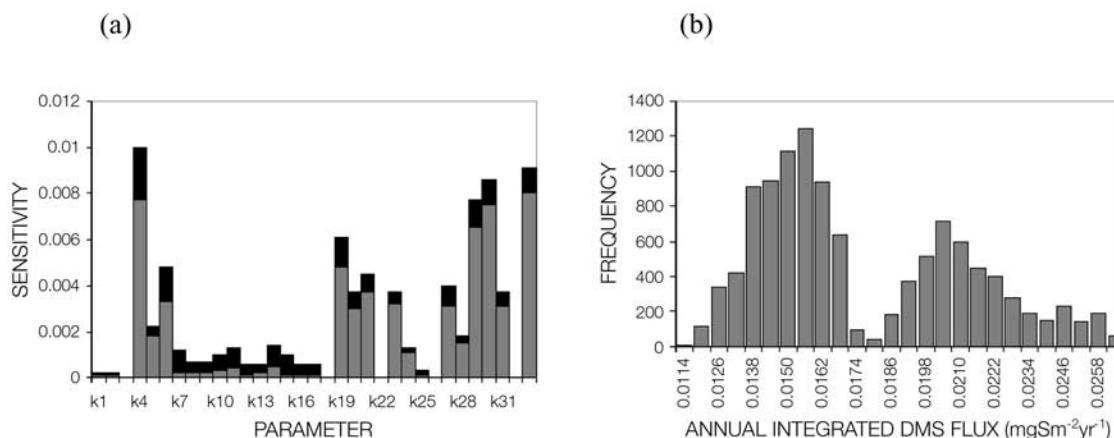 (a)
(b)
0.012
0.01
0.008
0.006
0.004
0.002
0
SENSITIVITY
k1 k4 k7 k10 k13 k16 k19 k22 k25 k28 k31
PARAMETER
1400
1200
1000
800
600
400
200
0
FREQUENCY
0.0114 0.0126 0.0138 0.0150 0.0162 0.0174 0.0186 0.0198 0.0210 0.0222 0.0234 0.0246 0.0258
ANNUAL INTEGRATED DMS FLUX (mgSm⁻²yr⁻¹)